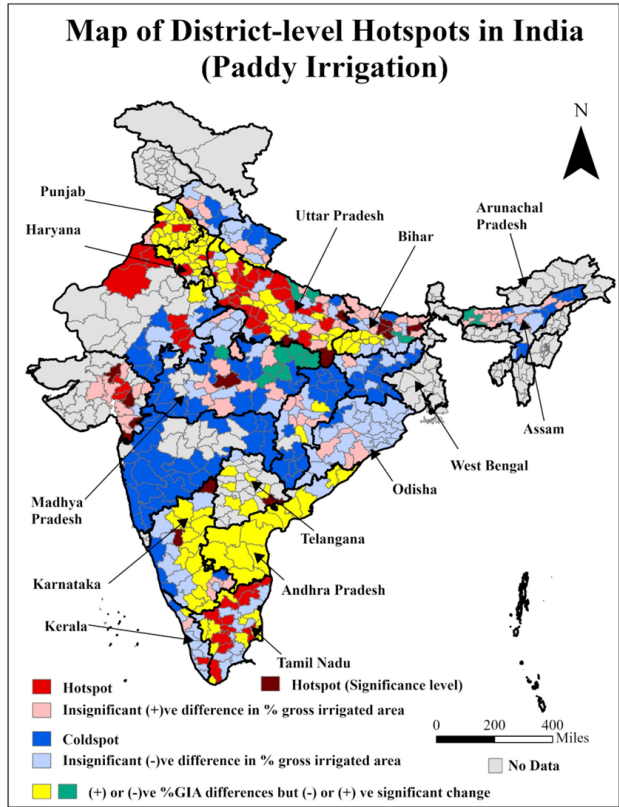 Map of District-level Hotspots in India
(Paddy Irrigation)
N
Punjab
Haryana
Uttar Pradesh
Bihar
Arunachal
Pradesh
Assam
West Bengal
Odisha
Madhya
Pradesh
Telangana
Karnataka
Andhra Pradesh
Kerala
Tamil Nadu
Hotspot
Hotspot (Significance level)
Insignificant (+)ve difference in % gross irrigated area
Coldspot
Insignificant (-)ve difference in % gross irrigated area
(+) or (-)ve %GIA differences but (-) or (+) ve significant change
0 200 400
Miles
No Data